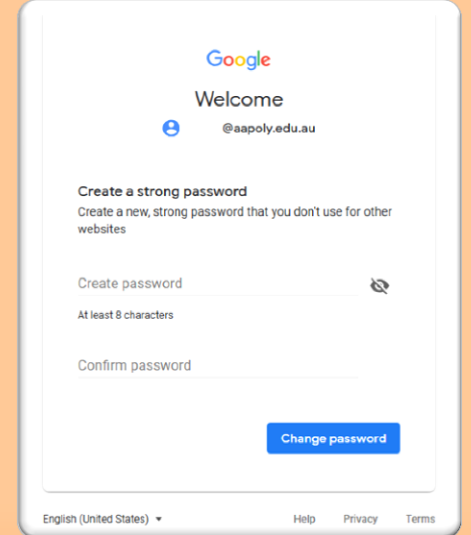 Google
Welcome
@aapoly.edu.au
Create a strong password
Create a new, strong password that you don't use for other
websites
Create password
At least 8 characters
Confirm password
Change password
English (United States) Help Privacy Terms